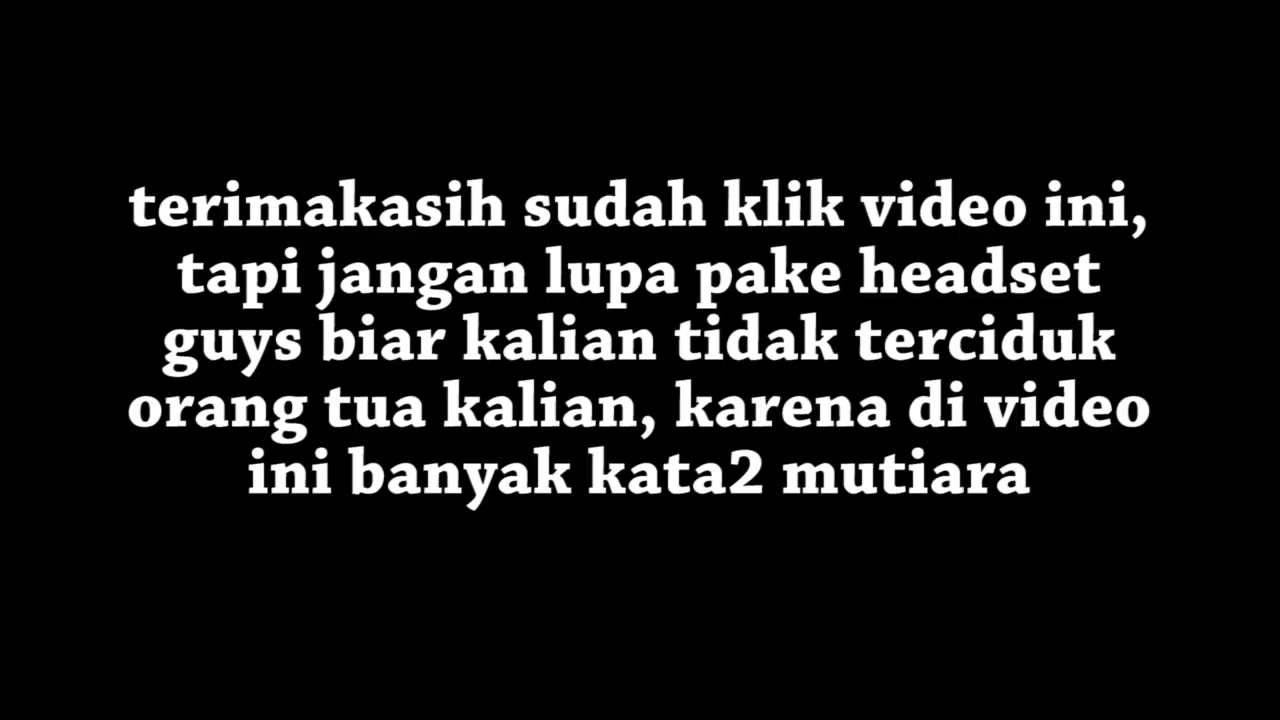 terimakasih sudah klik video ini,
tapi jangan lupa pake headset
guys biar kalian tidak terciduk
orang tua kalian, karena di video
ini banyak kata2 mutiara